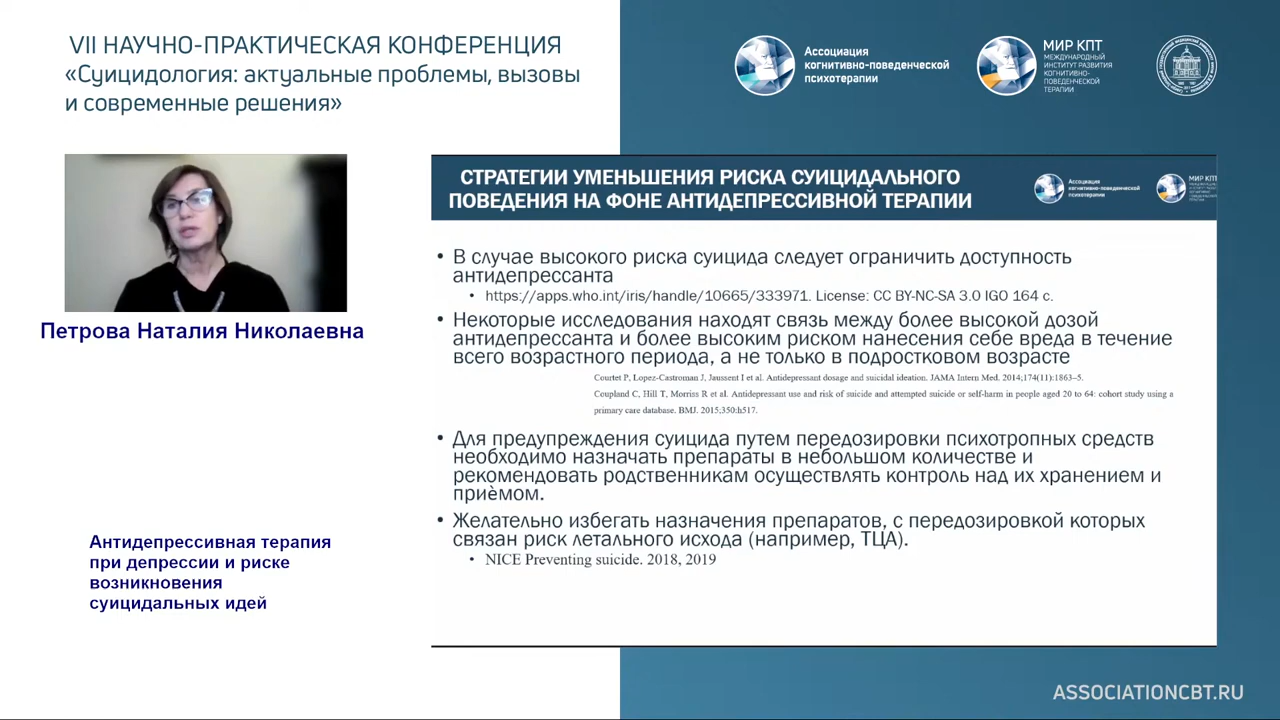 VII НАУЧНО-ПРАКТИЧЕСКАЯ КОНФЕРЕНЦИЯ
«Суицидология: актуальные проблемы, вызовы
и современные решения»
Ассоциация
когнитивно-поведенческой
психотерапии
МИР КПТ
МЕЖДУНАРОДНЫЙ
ИНСТИТУТ РАЗВИТИЯ
КОГНИТИВНО-
ПОВЕДЕНЧЕСКОЙ
ТЕРАПИИ
Петрова Наталия Николаевна
Антидепрессивная терапия
при депрессии и риске
возникновения
суицидальных идей
СТРАТЕГИИ УМЕНЬШЕНИЯ РИСКА СУИЦИДАЛЬНОГО
ПОВЕДЕНИЯ НА ФОНЕ АНТИДЕПРЕССИВНОЙ ТЕРАПИИ
Ассоциация
когнитивно-поведенческой
психотерапии
МИР КПТ
• В случае высокого риска суицида следует ограничить доступность
антидепрессанта
• https://apps.who.int/iris/handle/10665/333971. License: CC BY-NC-SA 3.0 IGO 164 с.
• Некоторые исследования находят связь между более высокой дозой
антидепрессанта и более высоким риском нанесения себе вреда в течение
всего возрастного периода, а не только в подростковом возрасте
Courtet P, Lopez-Castroman J, Jaussent I et al. Antidepressant dosage and suicidal ideation. JAMA Intern Med. 2014;174(11):1863–5.
Coupland C, Hill T, Morriss R et al. Antidepressant use and risk of suicide and attempted suicide or self-harm in people aged 20 to 64: cohort study using a
primary care database. BMJ. 2015;350:h517.
• Для предупреждения суицида путем передозировки психотропных средств
необходимо назначать препараты в небольшом количестве и
рекомендовать родственникам осуществлять контроль над их хранением и
приѐмом.
• Желательно избегать назначения препаратов, с передозировкой которых
связан риск летального исхода (например, ТЦА).
• NICE Preventing suicide. 2018, 2019
ASSOCIATIONCBT.RU